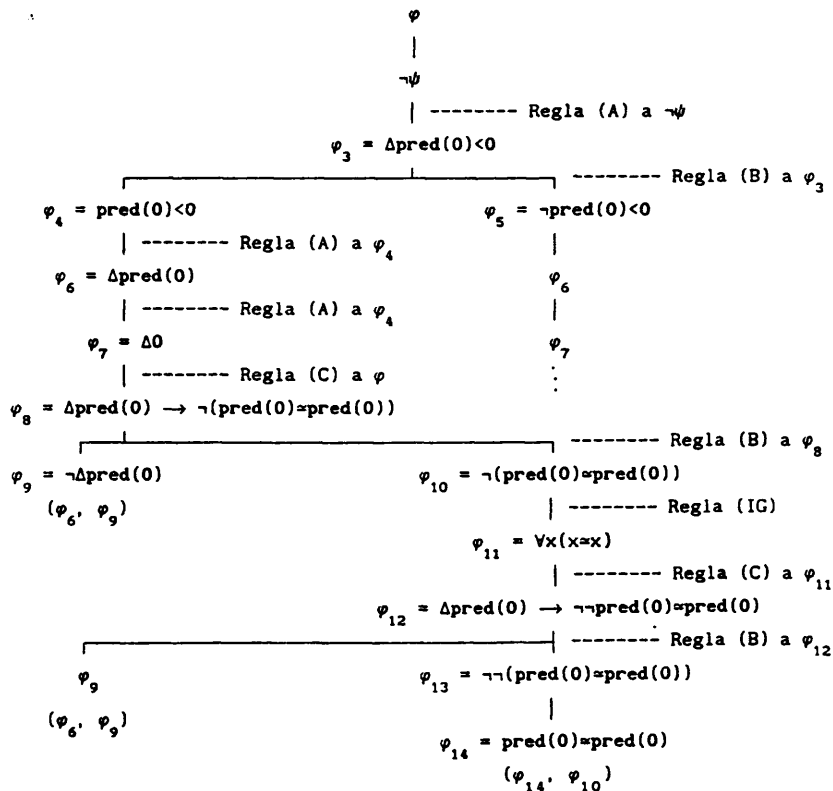 φ
¬ψ
-------- Regla (A) a ¬ψ
φ₃ = Δpred(0)<0
-------- Regla (B) a φ₃
φ₄ = pred(0)<0 φ₅ = ¬pred(0)<0
-------- Regla (A) a φ₄
φ₆ = Δpred(0) φ₆
-------- Regla (A) a φ₄
φ₇ = Δ0 φ₇
-------- Regla (C) a φ
φ₈ = Δpred(0) → ¬(pred(0)≃pred(0))
-------- Regla (B) a φ₈
φ₉ = ¬Δpred(0) φ₁₀ = ¬(pred(0)≃pred(0))
(φ₆, φ₉) -------- Regla (IG)
φ₁₁ = ∀x(x≃x)
-------- Regla (C) a φ₁₁
φ₁₂ = Δpred(0) → ¬¬pred(0)≃pred(0)
-------- Regla (B) a φ₁₂
φ₉ φ₁₃ = ¬¬(pred(0)≃pred(0))
(φ₆, φ₉)
φ₁₄ = pred(0)≃pred(0)
(φ₁₄, φ₁₀)